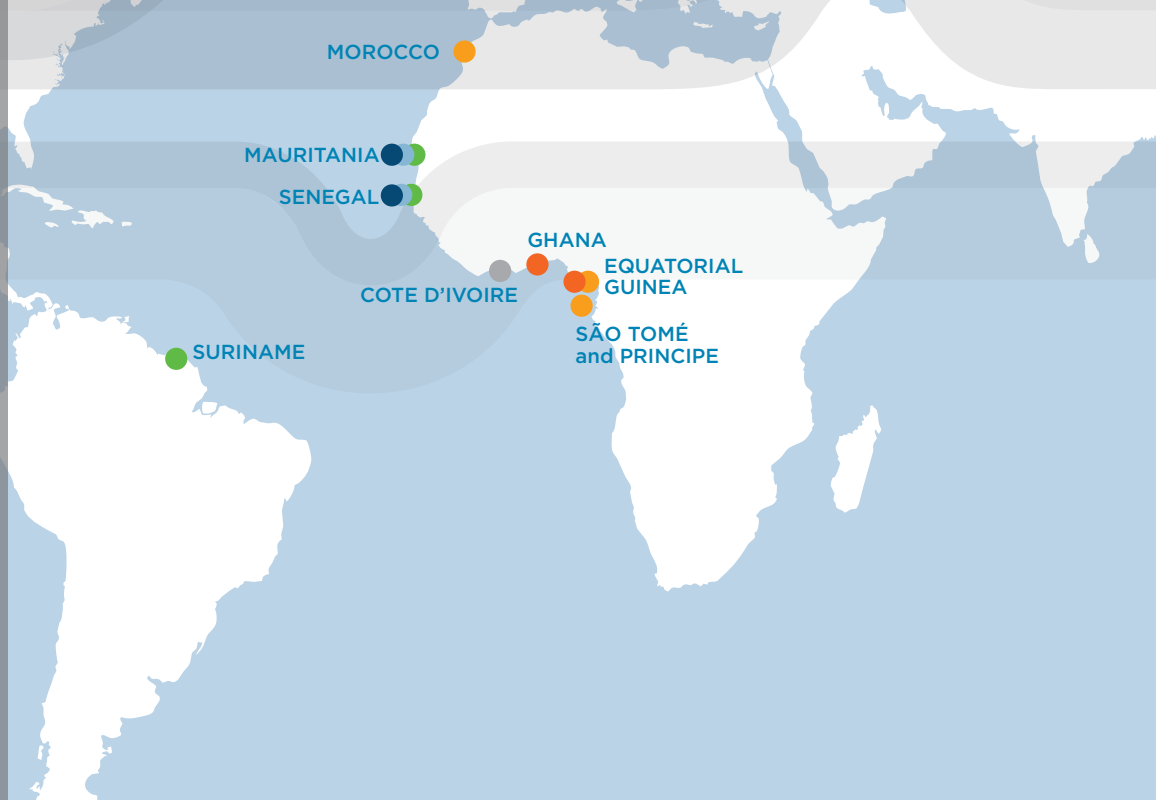 MOROCCO
MAURITANIA
SENEGAL
GHANA
EQUATORIAL
GUINEA
COTE D’IVOIRE
SÃO TOMÉ
and PRINCIPE
SURINAME